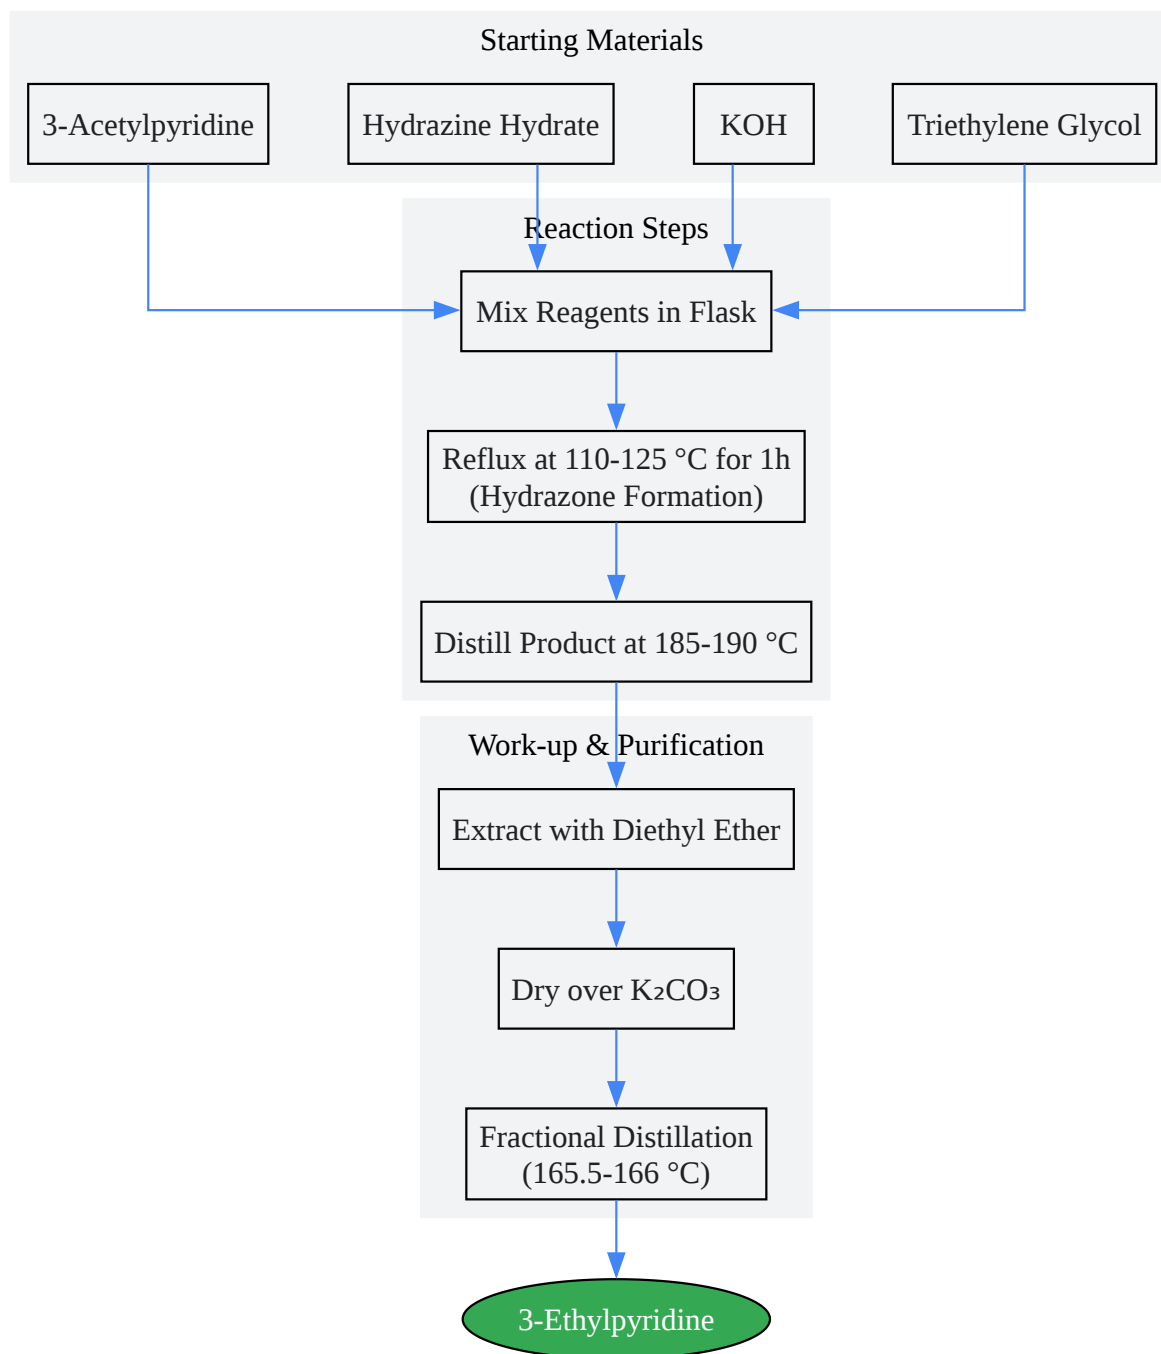 Starting Materials
3-Acetylpyridine
Hydrazine Hydrate
KOH
Triethylene Glycol
Reaction Steps
Mix Reagents in Flask
Reflux at 110-125 °C for 1h
(Hydrazone Formation)
Distill Product at 185-190 °C
Work-up & Purification
Extract with Diethyl Ether
Dry over K₂CO₃
Fractional Distillation
(165.5-166 °C)
3-Ethylpyridine